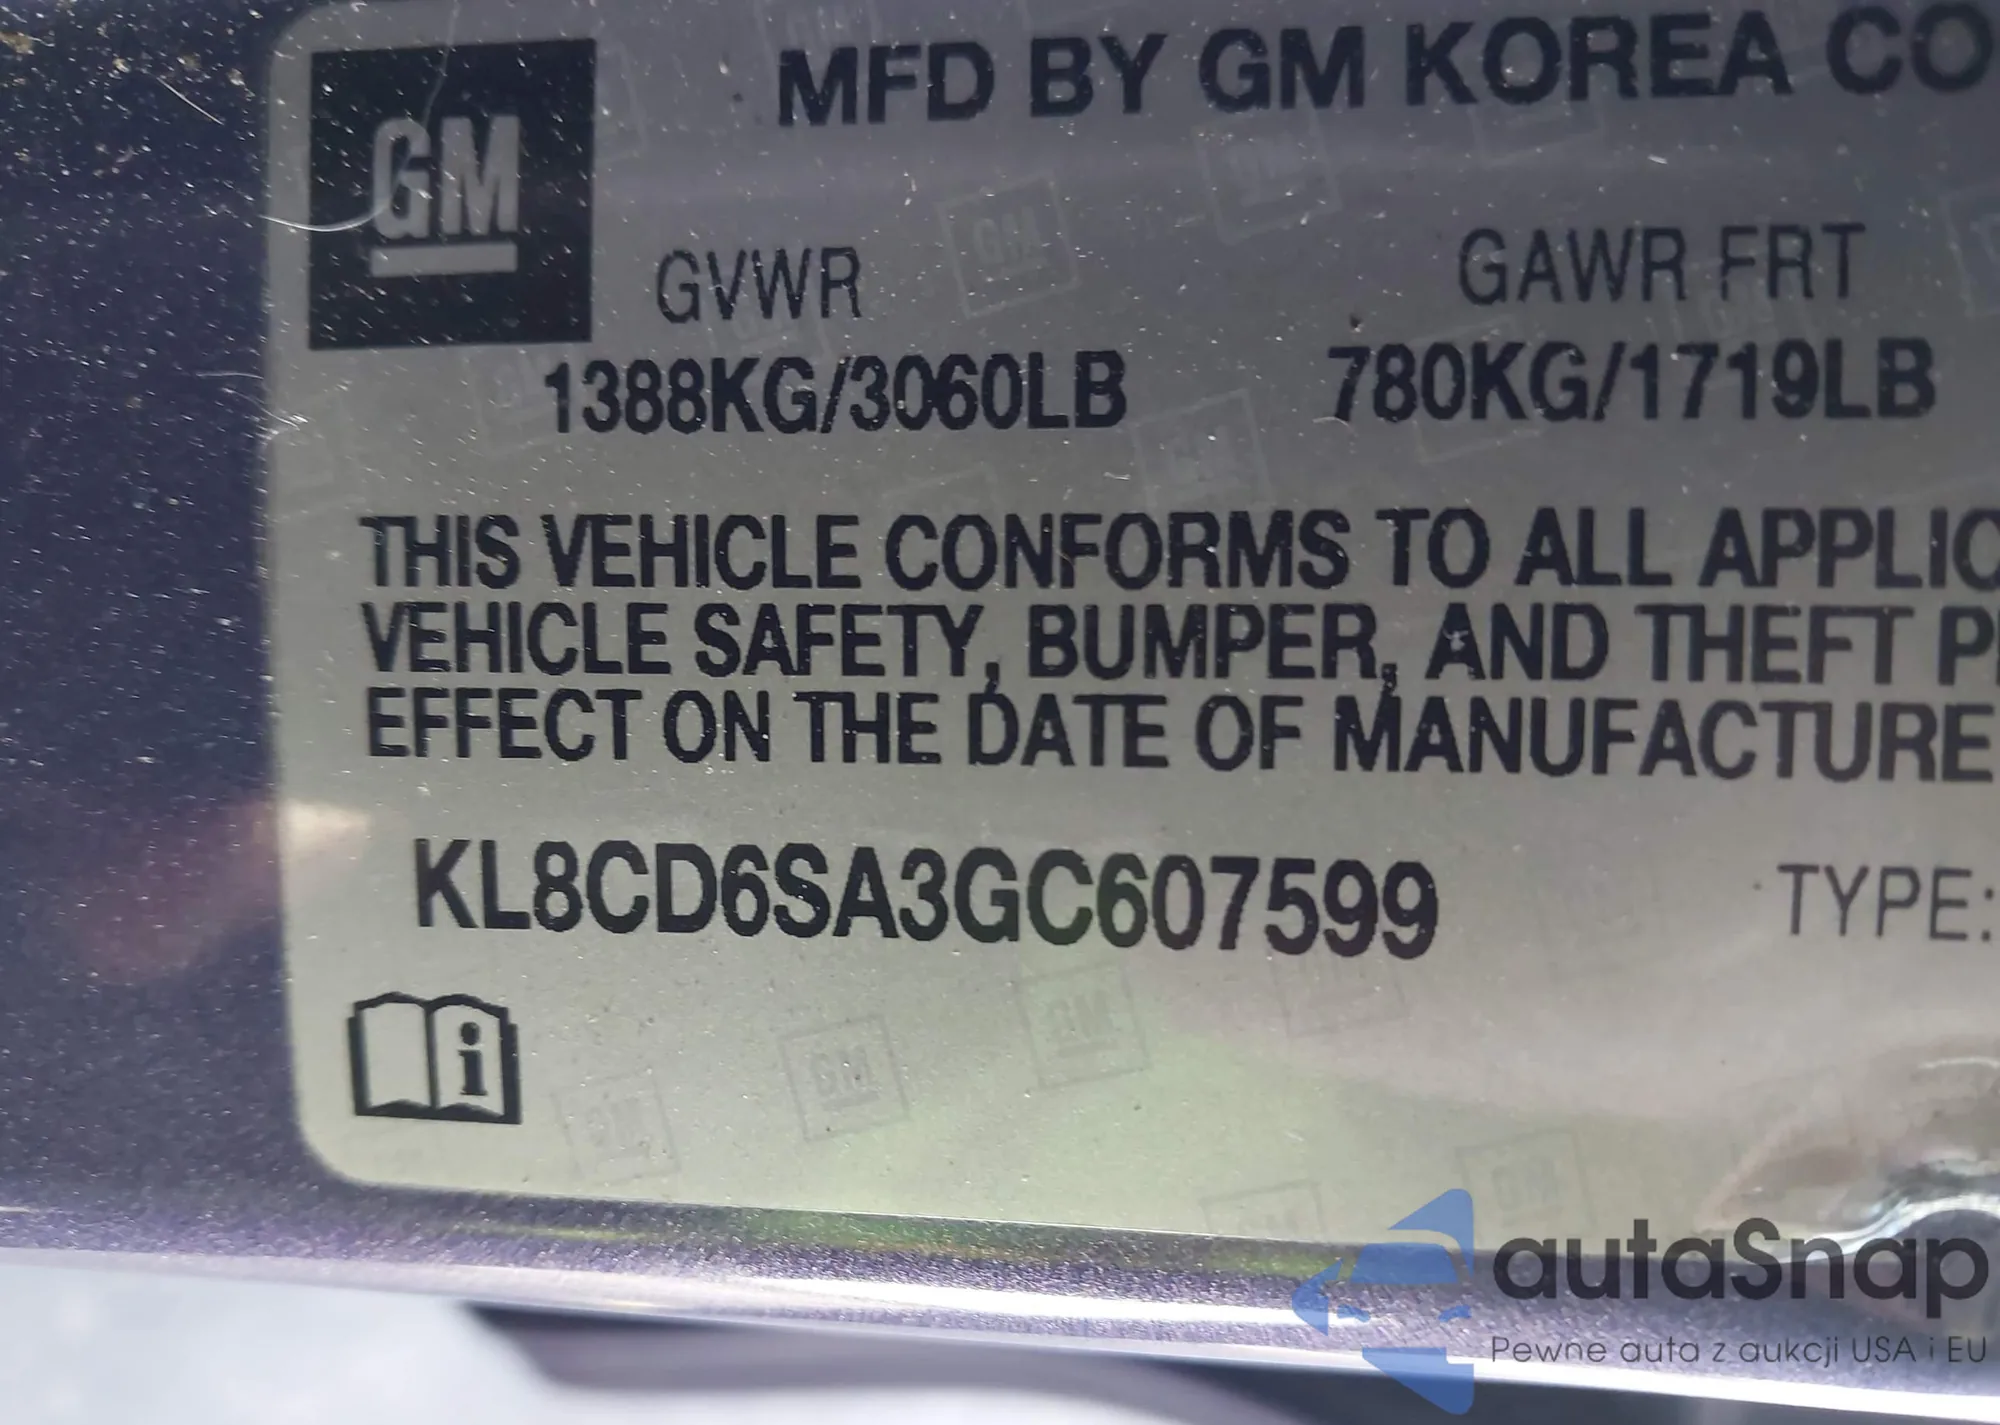 GM
MFD BY GM KOREA CO
GVWR GAWR FRT
1388KG/3060LB 780KG/1719LB
THIS VEHICLE CONFORMS TO ALL APPLIC
VEHICLE SAFETY, BUMPER, AND THEFT P
EFFECT ON THE DATE OF MANUFACTURE
KL8CD6SA3GC607599 TYPE:
i
autaSnap
Pewne auta z aukcji USA i EU